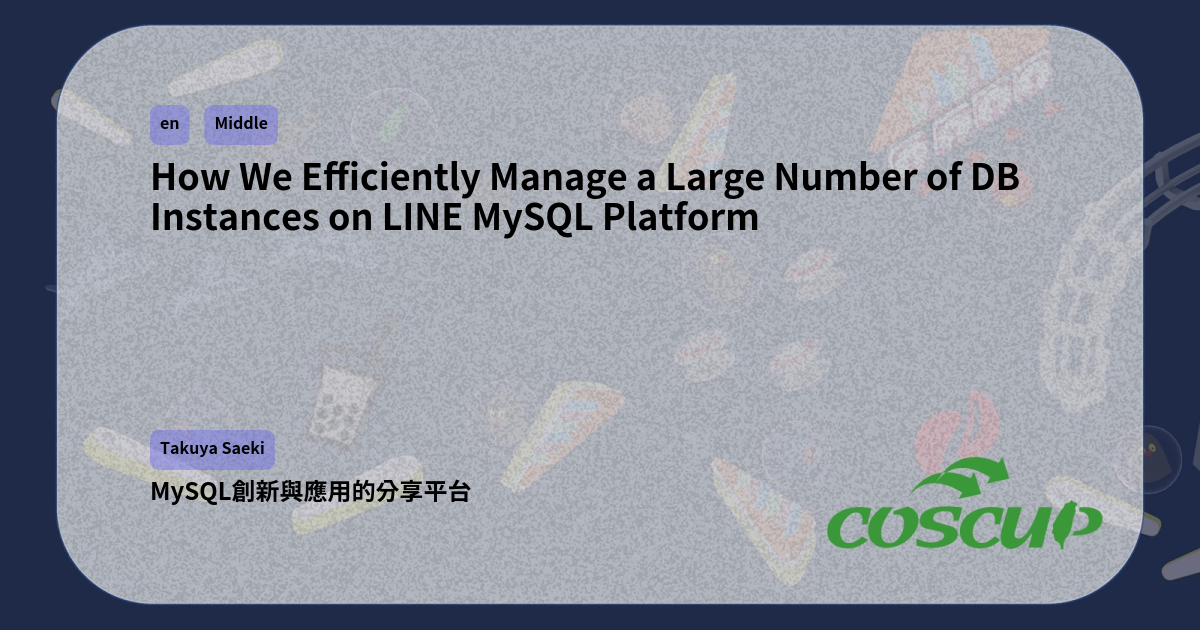 en Middle
How We Efficiently Manage a Large Number of DB
Instances on LINE MySQL Platform
Takuya Saeki
MySQL創新與應用的分享平台
COSCUP